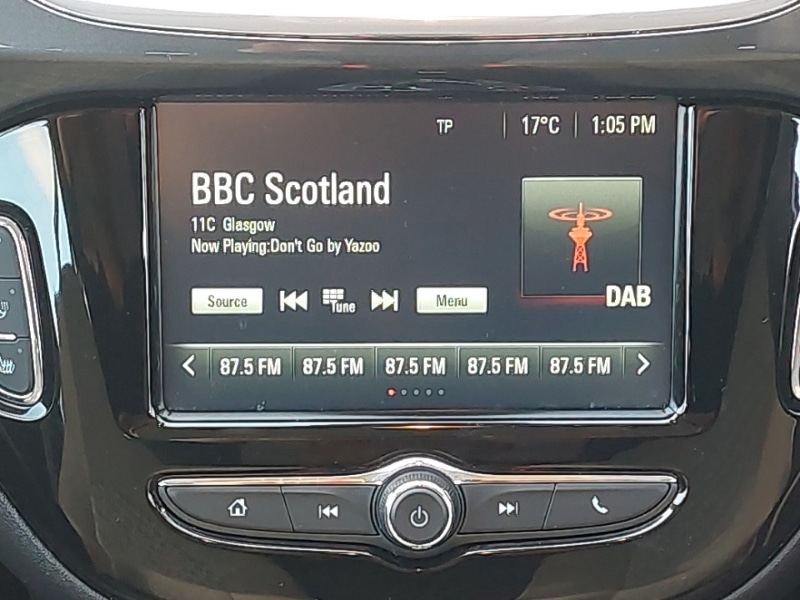 TP 17°C 1:05 PM
BBC Scotland
11C Glasgow
Now Playing:Don't Go by Yazoo
Source Tune Menu
DAB
87.5 FM 87.5 FM 87.5 FM 87.5 FM 87.5 FM